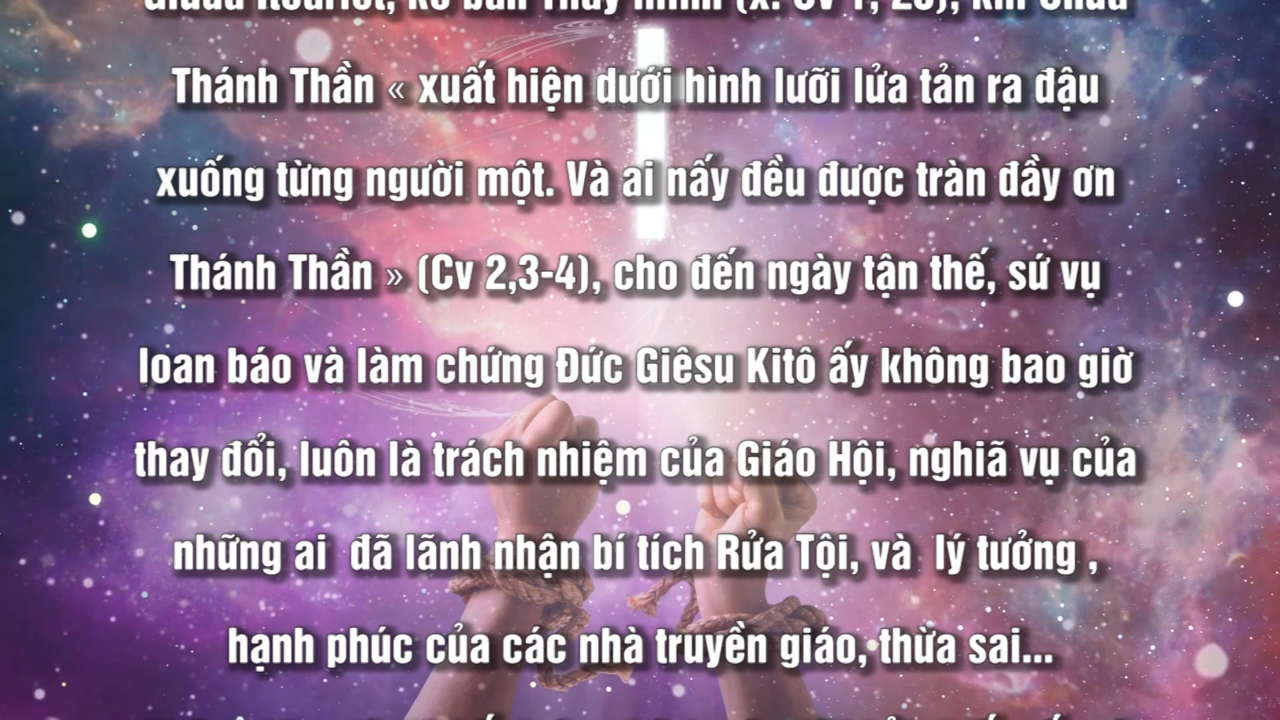 Thầy mình (x. Cv 1,
Thánh Thần « xuất hiện dưới hình lưỡi lửa tản ra đậu
xuống từng người một. Và ai nấy đều được tràn đầy ơn
Thánh Thần » (Cv 2,3-4), cho đến ngày tận thế, sứ vụ
loan báo và làm chứng Đức Giêsu Kitô ấy không bao giờ
thay đổi, luôn là trách nhiệm của Giáo Hội, nghiã vụ của
những ai đã lãnh nhận bí tích Rửa Tội, và lý tưởng ,
hạnh phúc của các nhà truyền giáo, thừa sai...